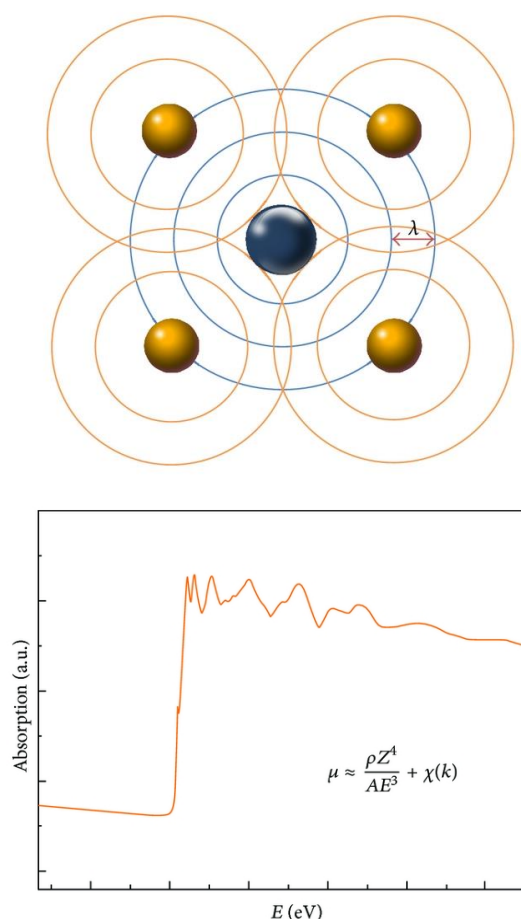 λ
Absorption (a.u.)
μ ≈ ρZ⁴/AE³ + χ(k)
E (eV)